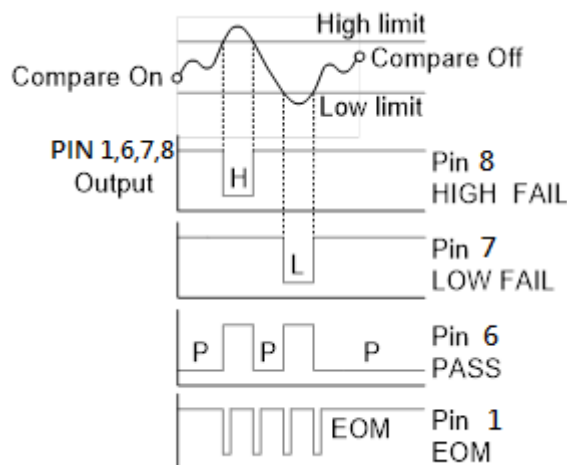 High limit
Compare On
Compare Off
Low limit
PIN 1,6,7,8
Output
H
Pin 8
HIGH FAIL
L
Pin 7
LOW FAIL
P P P
Pin 6
PASS
EOM
Pin 1
EOM